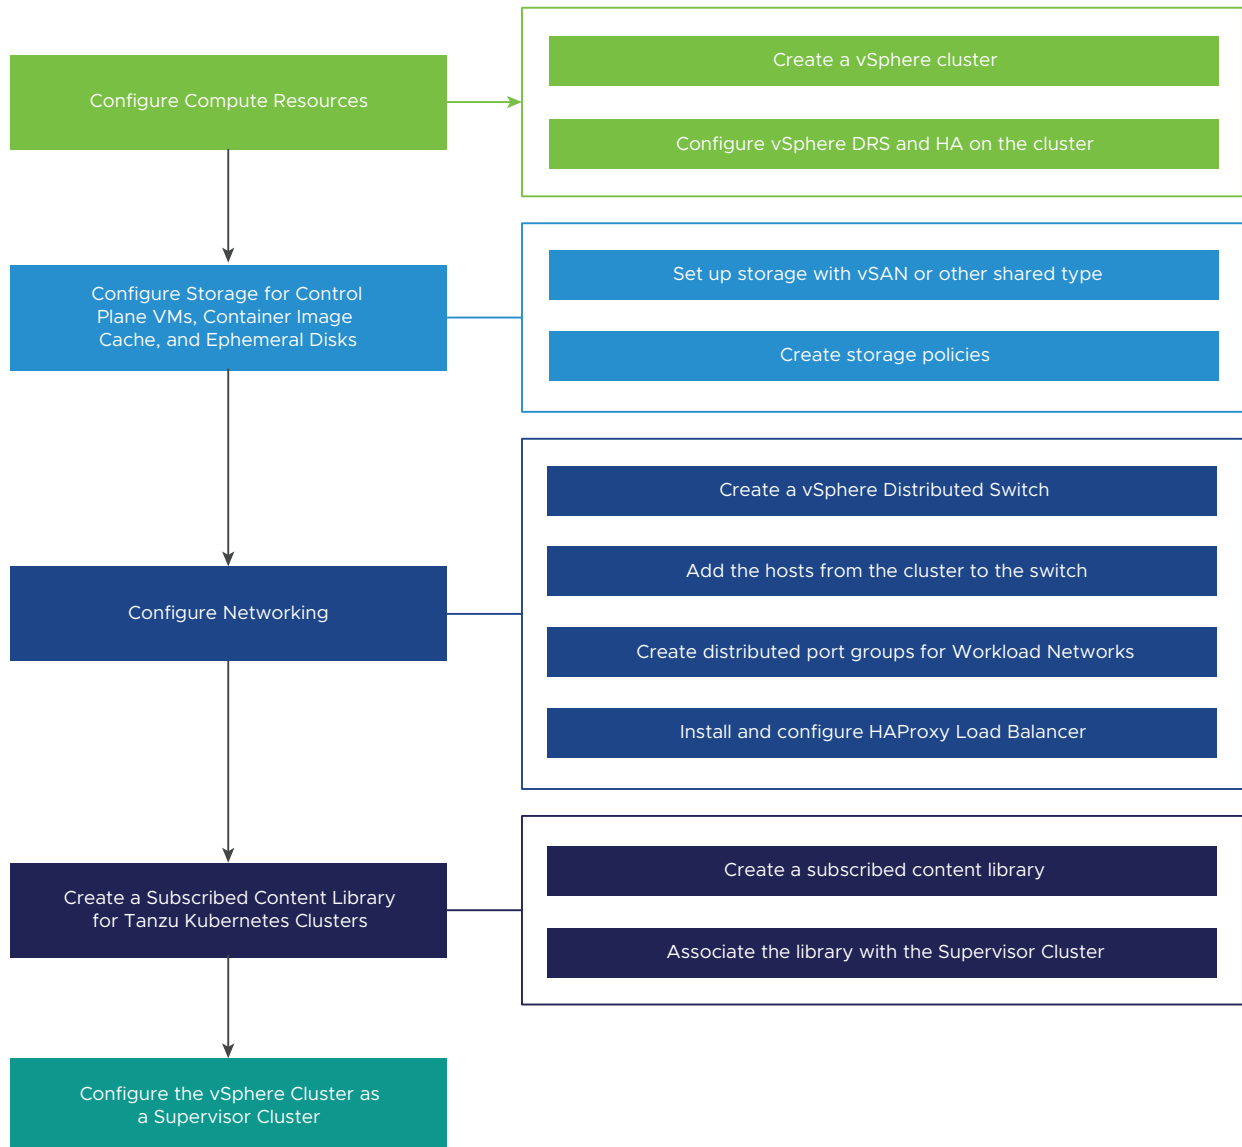 Configure Compute Resources
Create a vSphere cluster
Configure vSphere DRS and HA on the cluster
Configure Storage for Control
Plane VMs, Container Image
Cache, and Ephemeral Disks
Set up storage with vSAN or other shared type
Create storage policies
Configure Networking
Create a vSphere Distributed Switch
Add the hosts from the cluster to the switch
Create distributed port groups for Workload Networks
Install and configure HAProxy Load Balancer
Create a Subscribed Content Library
for Tanzu Kubernetes Clusters
Create a subscribed content library
Associate the library with the Supervisor Cluster
Configure the vSphere Cluster as
a Supervisor Cluster